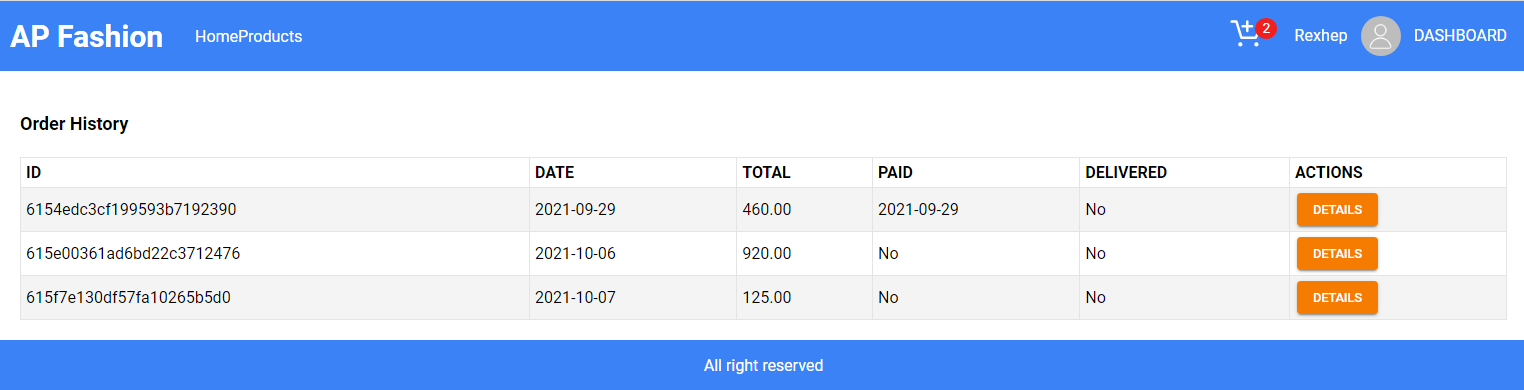 AP Fashion HomeProducts 2 Rexhep DASHBOARD
Order History
ID DATE TOTAL PAID DELIVERED ACTIONS
6154edc3cf199593b7192390 2021-09-29 460.00 2021-09-29 No DETAILS
615e00361ad6bd22c3712476 2021-10-06 920.00 No No DETAILS
615f7e130df57fa10265b5d0 2021-10-07 125.00 No No DETAILS
All right reserved